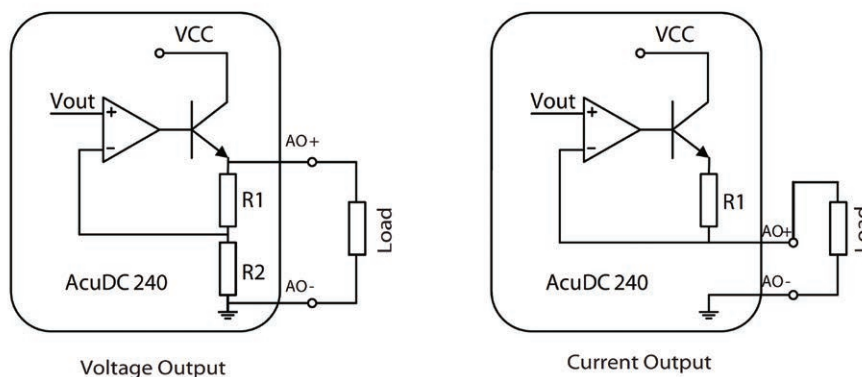 VCC
Vout
+
−
AO+
R1
Load
R2
AcuDC 240
AO-
Voltage Output
VCC
Vout
+
−
R1
AO+
Load
AcuDC 240
AO-
Current Output